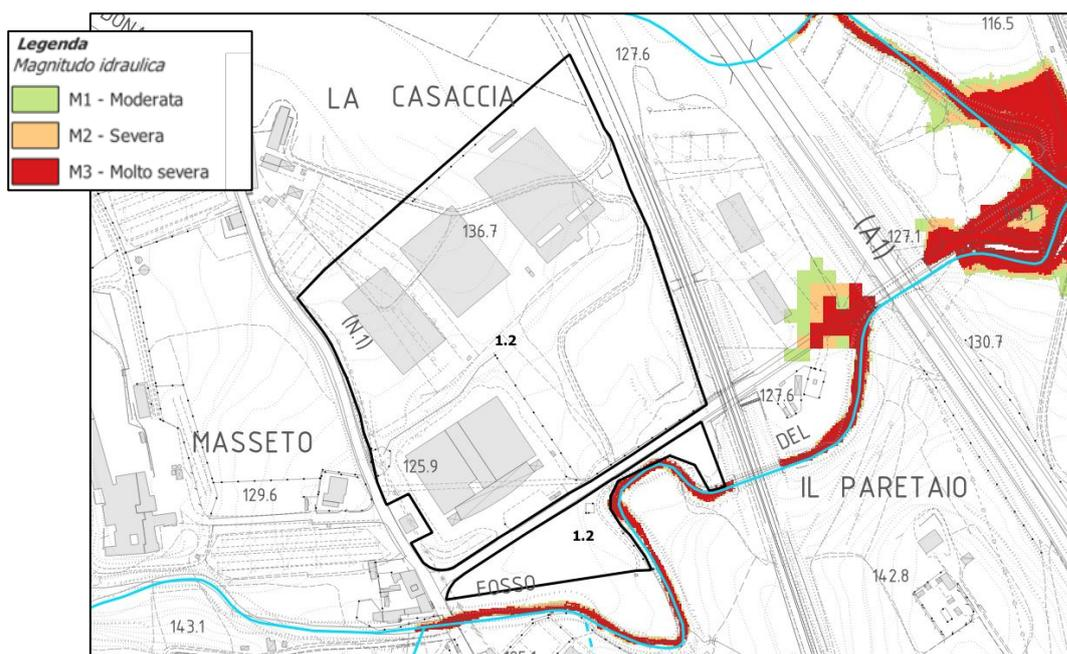 Legenda
Magnitudo idraulica
M1 - Moderata
M2 - Severa
M3 - Molto severa
116.5
127.6
LA CASACCIA
136.7
(A1)
127.1
(N.1)
1.2
130.7
127.6
MASSETO
125.9
DEL
129.6
IL PARETAIO
1.2
FOSSO
142.8
143.1